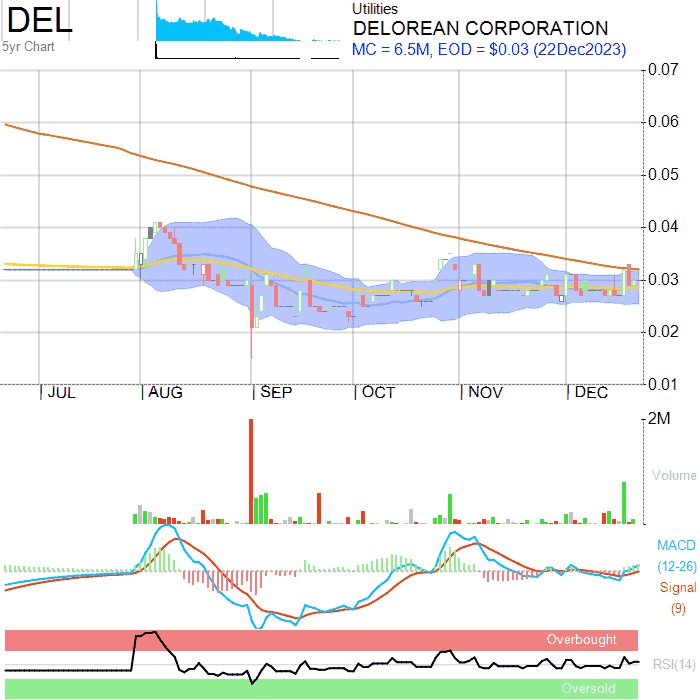 DEL
5yr Chart
Utilities
DELOREAN CORPORATION
MC = 6.5M, EOD = $0.03 (22Dec2023)
0.07
0.06
0.05
0.04
0.03
0.02
0.01
JUL AUG SEP OCT NOV DEC
2M
Volume
MACD
(12-26)
Signal
(9)
Overbought
RSI(14)
Oversold